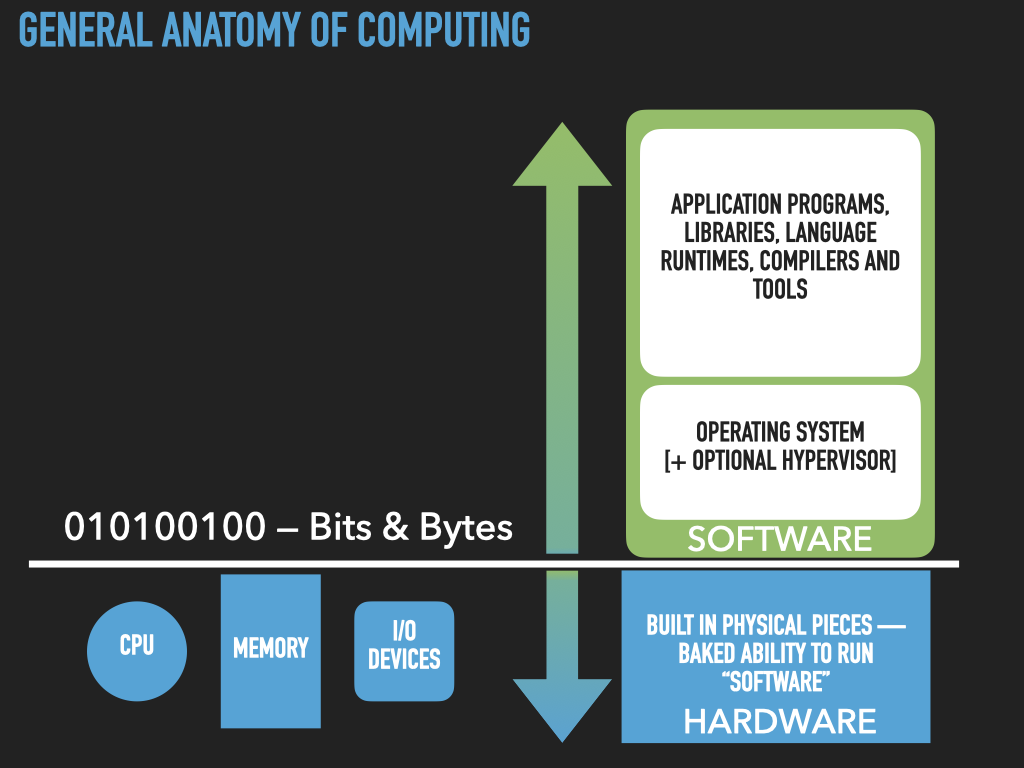 GENERAL ANATOMY OF COMPUTING
APPLICATION PROGRAMS,
LIBRARIES, LANGUAGE
RUNTIMES, COMPILERS AND
TOOLS
OPERATING SYSTEM
[+ OPTIONAL HYPERVISOR]
010100100 – Bits & Bytes
SOFTWARE
CPU
MEMORY
I/O
DEVICES
BUILT IN PHYSICAL PIECES —
BAKED ABILITY TO RUN
“SOFTWARE”
HARDWARE